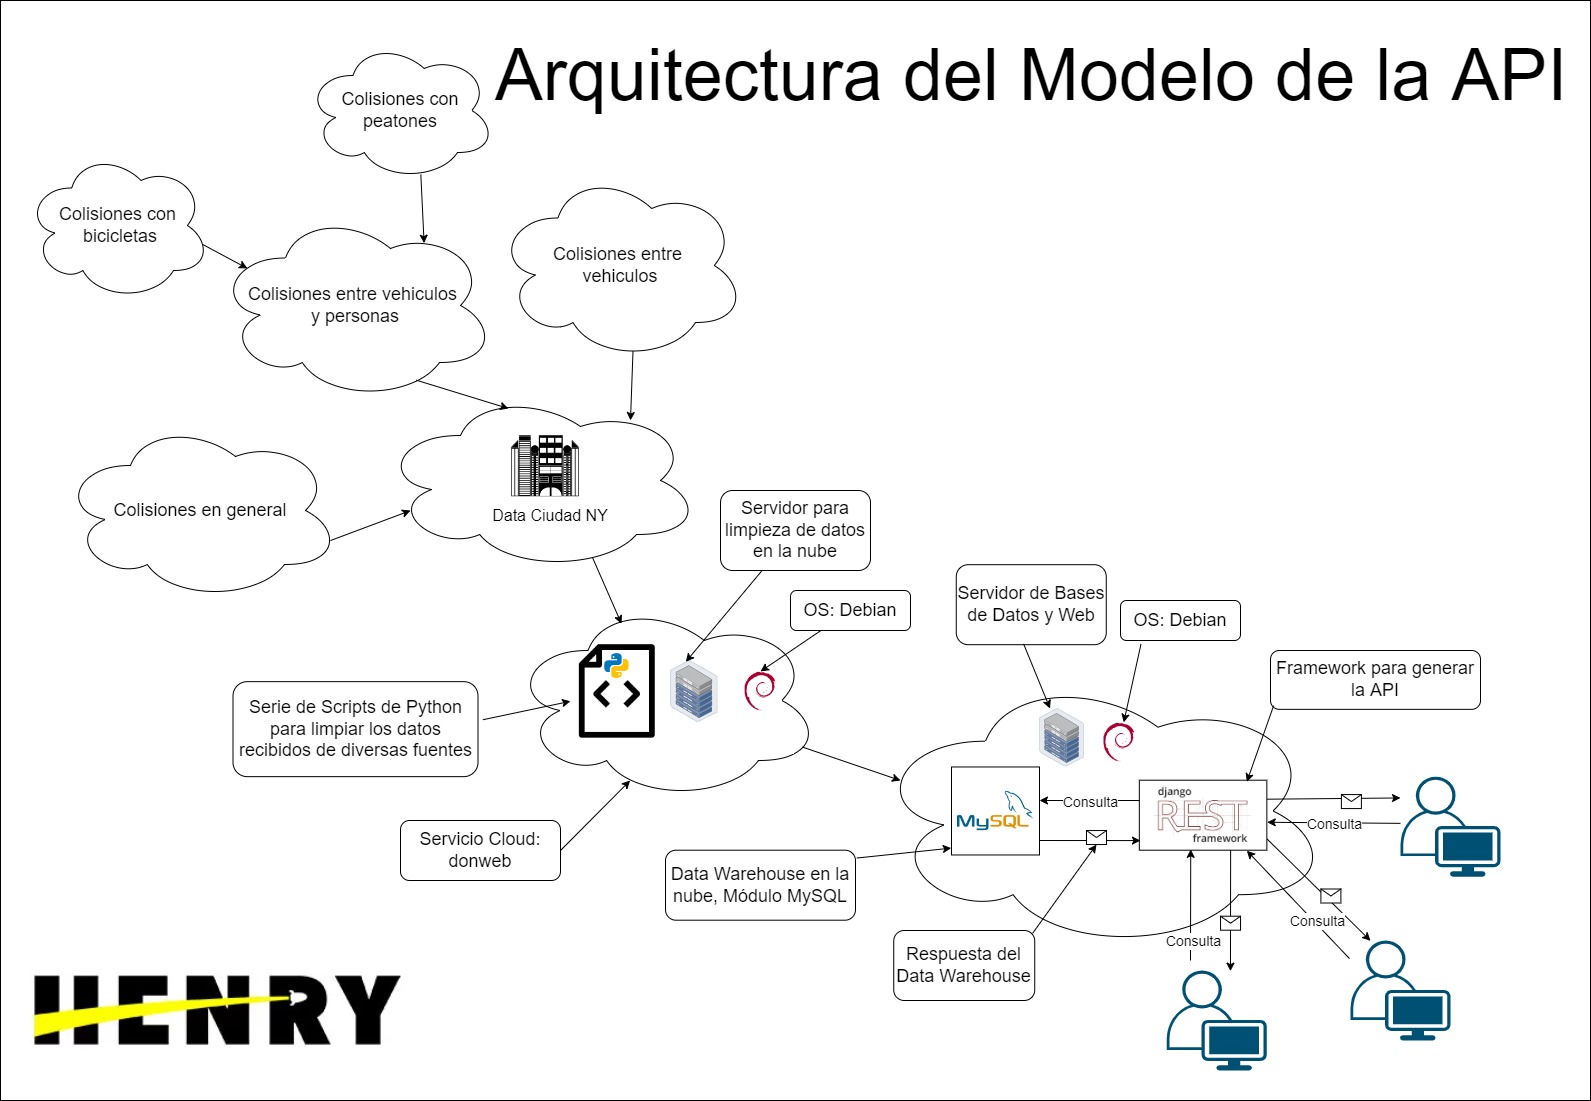 Arquitectura del Modelo de la API
Colisiones con
peatones
Colisiones con
bicicletas
Colisiones entre vehiculos
y personas
Colisiones entre
vehiculos
Colisiones en general
Data Ciudad NY
Servidor para
limpieza de datos
en la nube
OS: Debian
Serie de Scripts de Python
para limpiar los datos
recibidos de diversas fuentes
Servicio Cloud:
donweb
Servidor de Bases
de Datos y Web
OS: Debian
Framework para generar
la API
MySQL
Consulta
django
REST
framework
Consulta
Data Warehouse en la
nube, Módulo MySQL
Respuesta del
Data Warehouse
Consulta
Consulta
HENRY